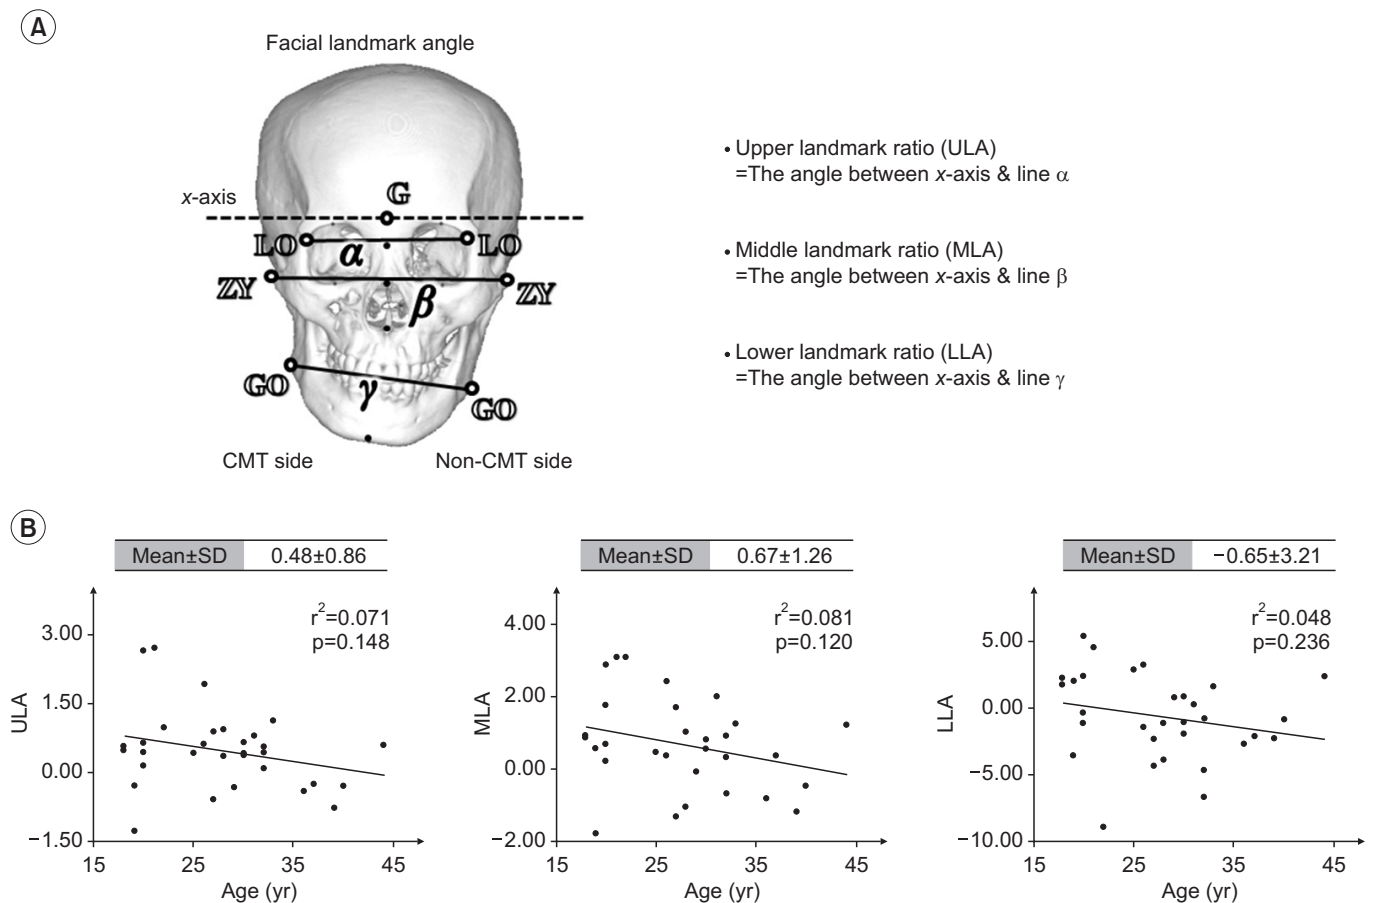 A
Facial landmark angle
x-axis
G
LO
α
LO
ZY
β
ZY
GO
γ
GO
CMT side
Non-CMT side
• Upper landmark ratio (ULA)
=The angle between x-axis & line α
• Middle landmark ratio (MLA)
=The angle between x-axis & line β
• Lower landmark ratio (LLA)
=The angle between x-axis & line γ
B
Mean±SD 0.48±0.86
r²=0.071
p=0.148
ULA
3.00
1.50
0.00
−1.50
15 25 35 45
Age (yr)
Mean±SD 0.67±1.26
r²=0.081
p=0.120
MLA
4.00
2.00
0.00
−2.00
15 25 35 45
Age (yr)
Mean±SD −0.65±3.21
r²=0.048
p=0.236
LLA
5.00
0.00
−5.00
−10.00
15 25 35 45
Age (yr)